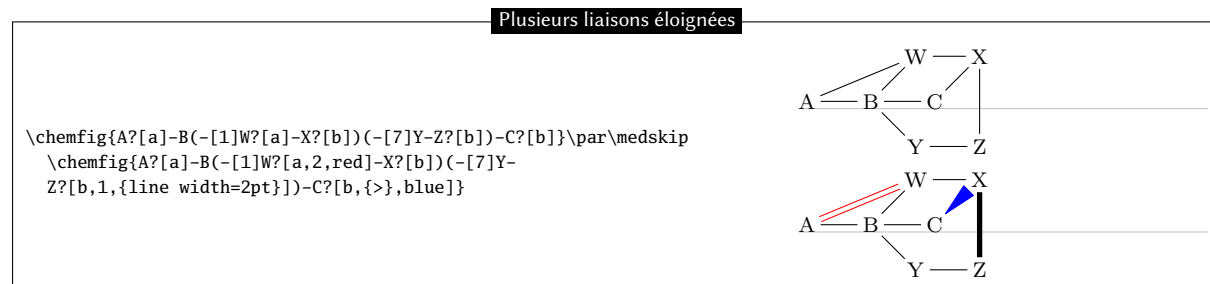 Plusieurs liaisons éloignées
\chemfig{A?[a]-B(-[1]W?[a]-X?[b])(-[7]Y-Z?[b])-C?[b]}\par\medskip
\chemfig{A?[a]-B(-[1]W?[a,2,red]-X?[b])(-[7]Y-
Z?[b,1,{line width=2pt}])-C?[b,{>},blue]}
W X
A B C
Y Z
W X
A B C
Y Z